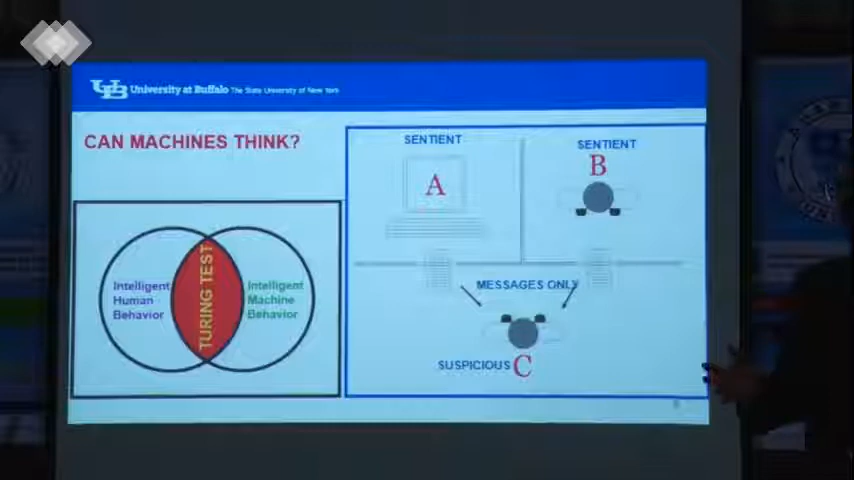 UB University at Buffalo The State University of New York
CAN MACHINES THINK?
Intelligent
Human
Behavior
TURING TEST
Intelligent
Machine
Behavior
SENTIENT
A
SENTIENT
B
MESSAGES ONLY
SUSPICIOUS C